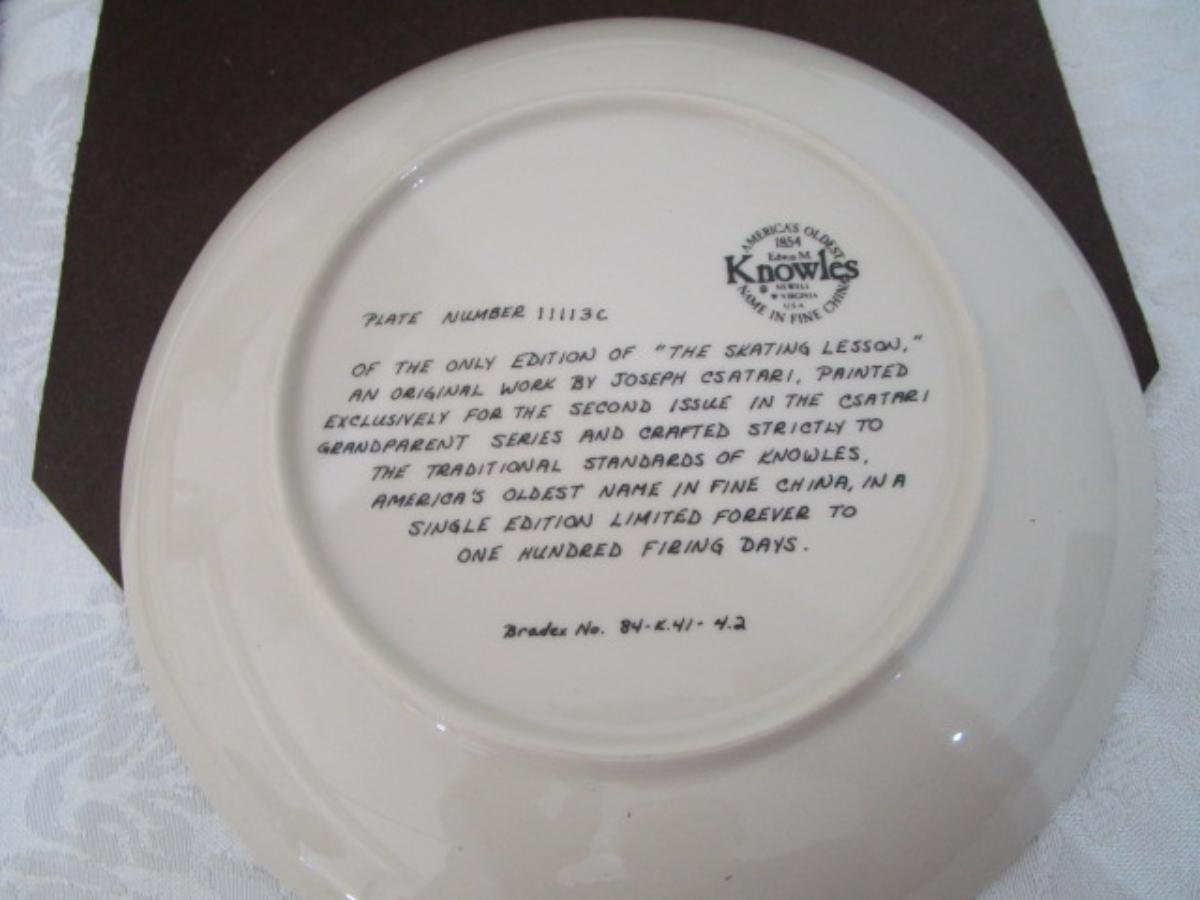 AMERICA'S OLDEST
1854
Edwin M.
Knowles
NEWELL
W VIRGINIA
U.S.A.
NAME IN FINE CHINA
PLATE NUMBER 11113C
OF THE ONLY EDITION OF "THE SKATING LESSON,"
AN ORIGINAL WORK BY JOSEPH CSATARI, PAINTED
EXCLUSIVELY FOR THE SECOND ISSUE IN THE CSATARI
GRANDPARENT SERIES AND CRAFTED STRICTLY TO
THE TRADITIONAL STANDARDS OF KNOWLES,
AMERICA'S OLDEST NAME IN FINE CHINA, IN A
SINGLE EDITION LIMITED FOREVER TO
ONE HUNDRED FIRING DAYS.
Bradex No. 84-K41-4.2